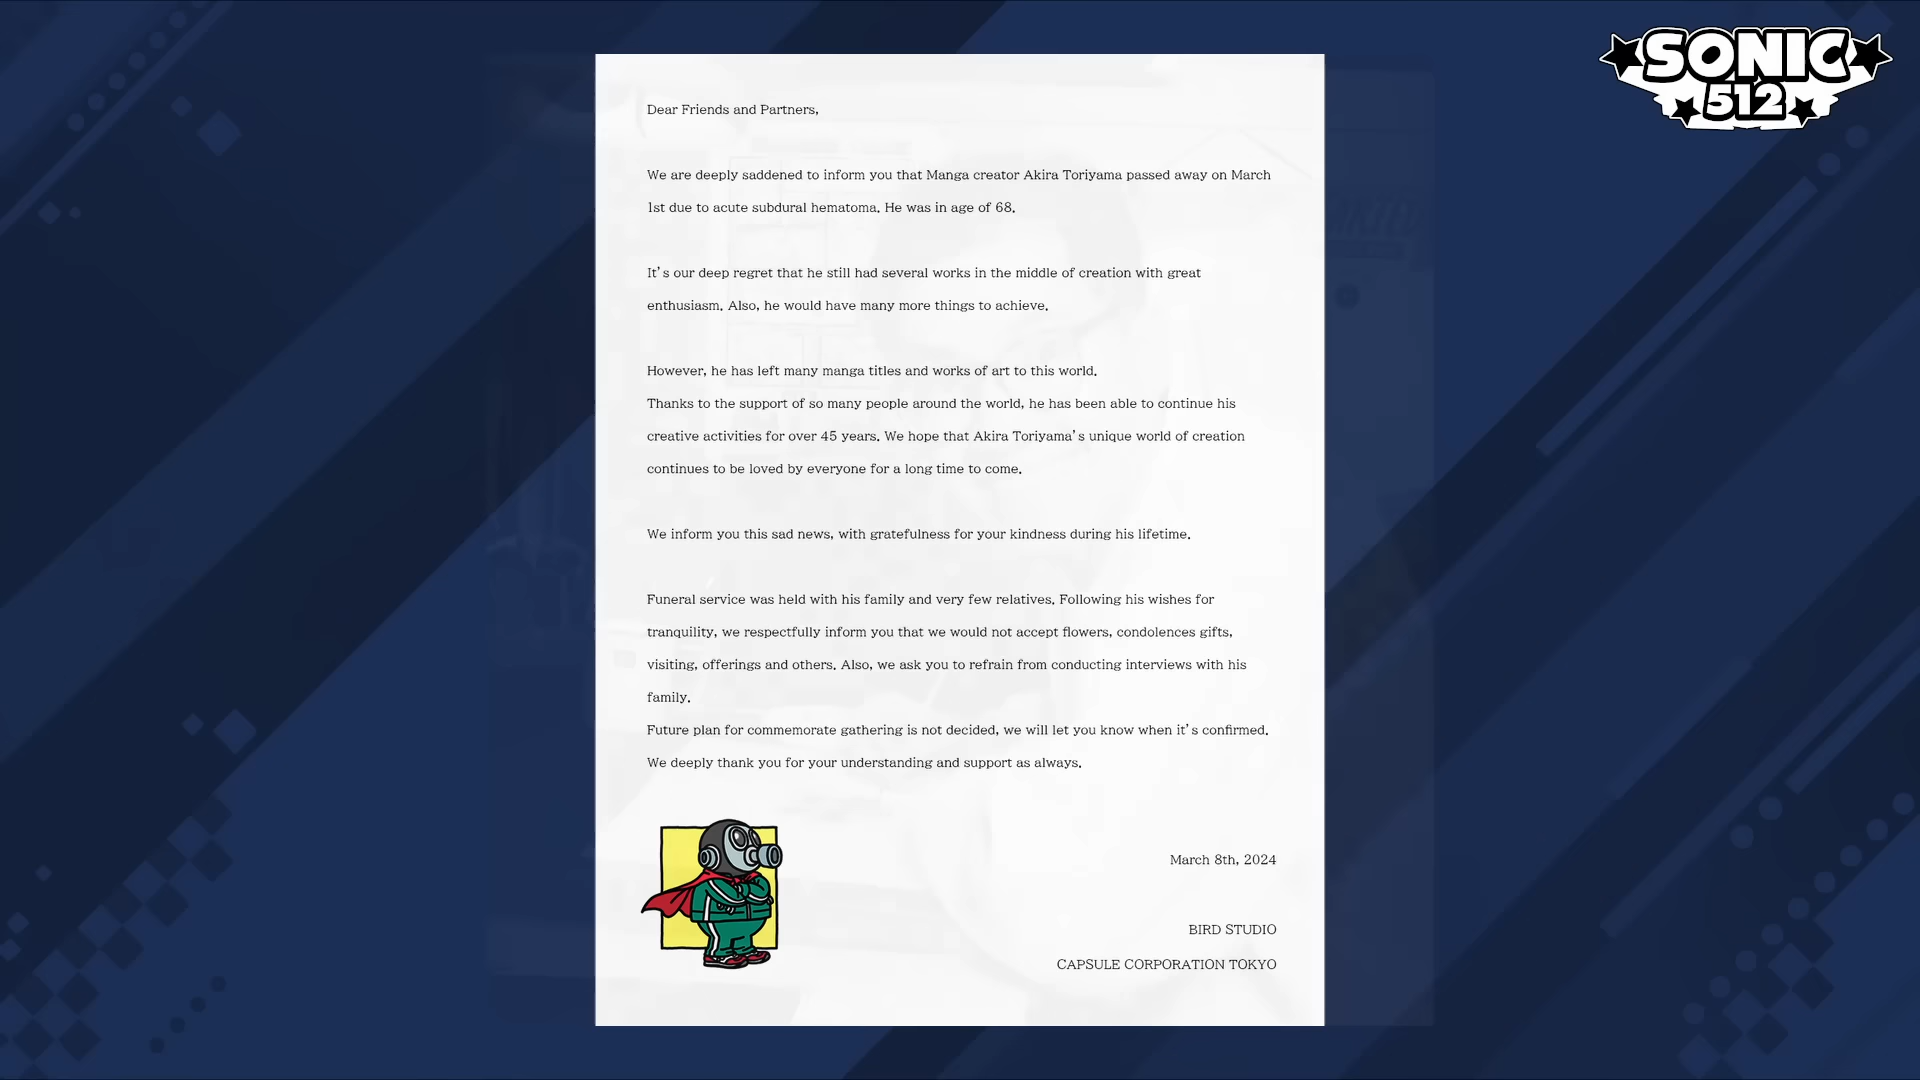 SONIC
512
Dear Friends and Partners,
We are deeply saddened to inform you that Manga creator Akira Toriyama passed away on March
1st due to acute subdural hematoma. He was in age of 68.
It's our deep regret that he still had several works in the middle of creation with great
enthusiasm. Also, he would have many more things to achieve.
However, he has left many manga titles and works of art to this world.
Thanks to the support of so many people around the world, he has been able to continue his
creative activities for over 45 years. We hope that Akira Toriyama's unique world of creation
continues to be loved by everyone for a long time to come.
We inform you this sad news, with gratefulness for your kindness during his lifetime.
Funeral service was held with his family and very few relatives. Following his wishes for
tranquility, we respectfully inform you that we would not accept flowers, condolences gifts,
visiting, offerings and others. Also, we ask you to refrain from conducting interviews with his
family.
Future plan for commemorate gathering is not decided, we will let you know when it's confirmed.
We deeply thank you for your understanding and support as always.
March 8th, 2024
BIRD STUDIO
CAPSULE CORPORATION TOKYO